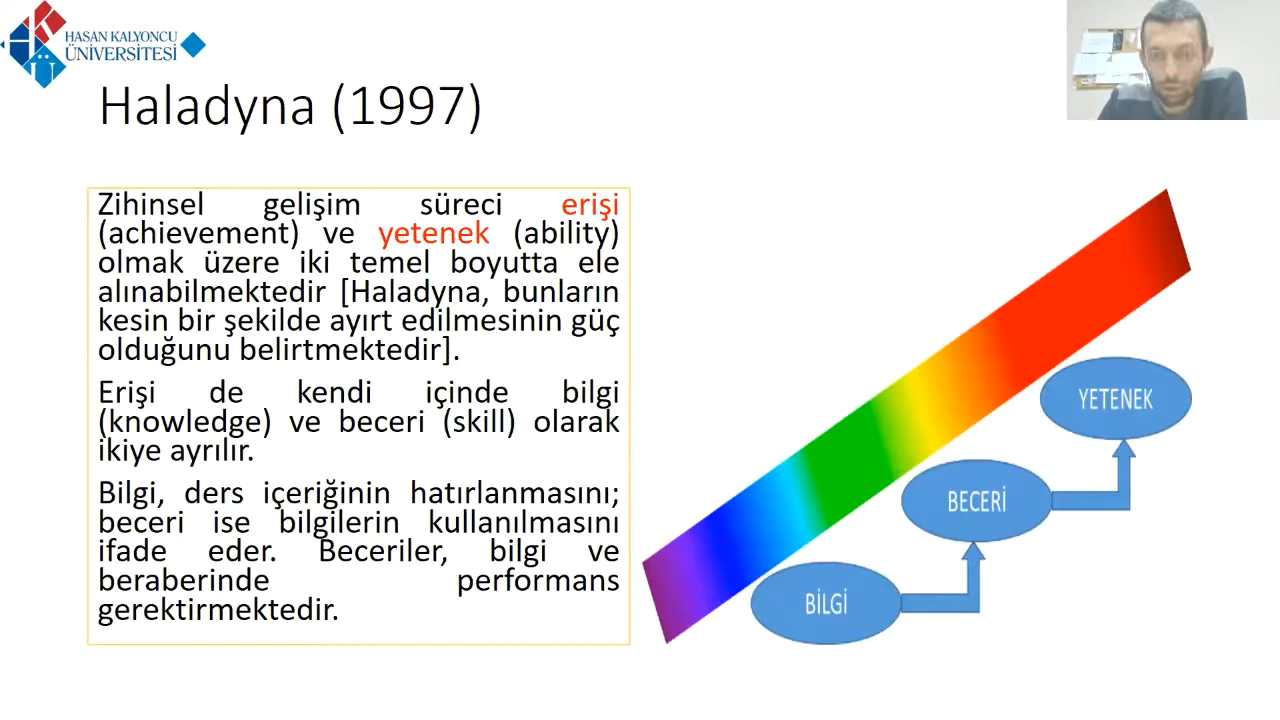 HASAN KALYONCU
ÜNİVERSİTESİ
Haladyna (1997)
Zihinsel gelişim süreci erişi
(achievement) ve yetenek (ability)
olmak üzere iki temel boyutta ele
alınabilmektedir [Haladyna, bunların
kesin bir şekilde ayırt edilmesinin güç
olduğunu belirtmektedir].
Erişi de kendi içinde bilgi
(knowledge) ve beceri (skill) olarak
ikiye ayrılır.
Bilgi, ders içeriğinin hatırlanmasını;
beceri ise bilgilerin kullanılmasını
ifade eder. Beceriler, bilgi ve
beraberinde performans
gerektirmektedir.
YETENEK
BECERİ
BİLGİ